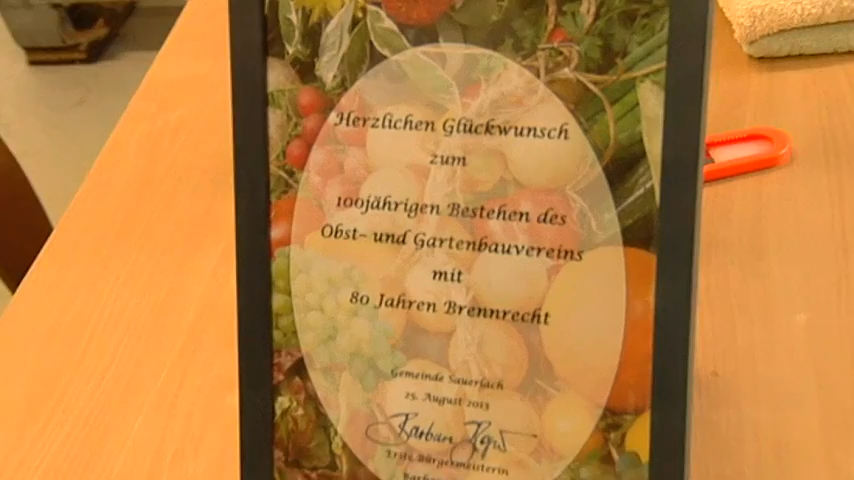 Herzlichen Glückwunsch
zum
100jährigen Bestehen des
Obst- und Gartenbauvereins
mit
80 Jahren Brennrecht
Gemeinde Sauerlach
25. August 2013
Erste Bürgermeisterin